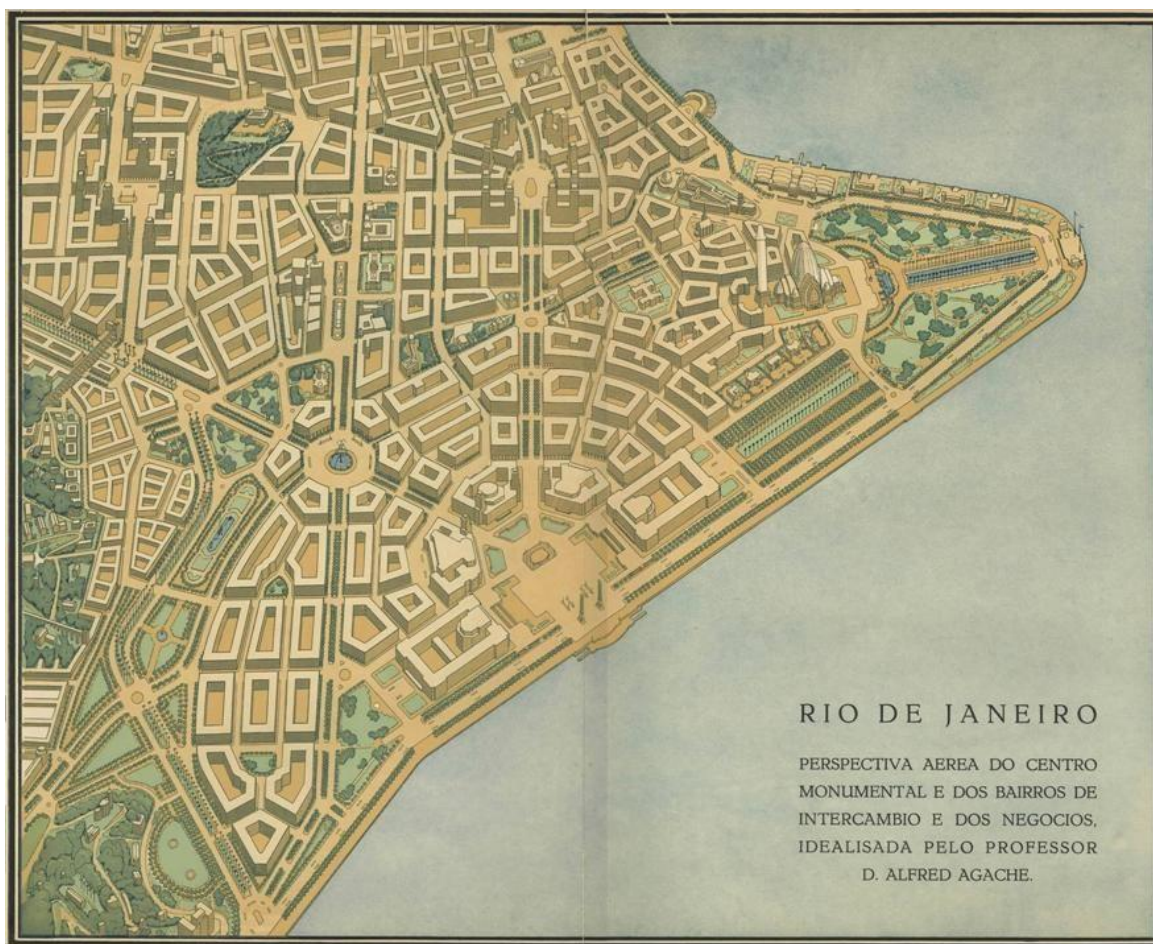 RIO DE JANEIRO
PERSPECTIVA AEREA DO CENTRO
MONUMENTAL E DOS BAIRROS DE
INTERCAMBIO E DOS NEGOCIOS,
IDEALISADA PELO PROFESSOR
D. ALFRED AGACHE.